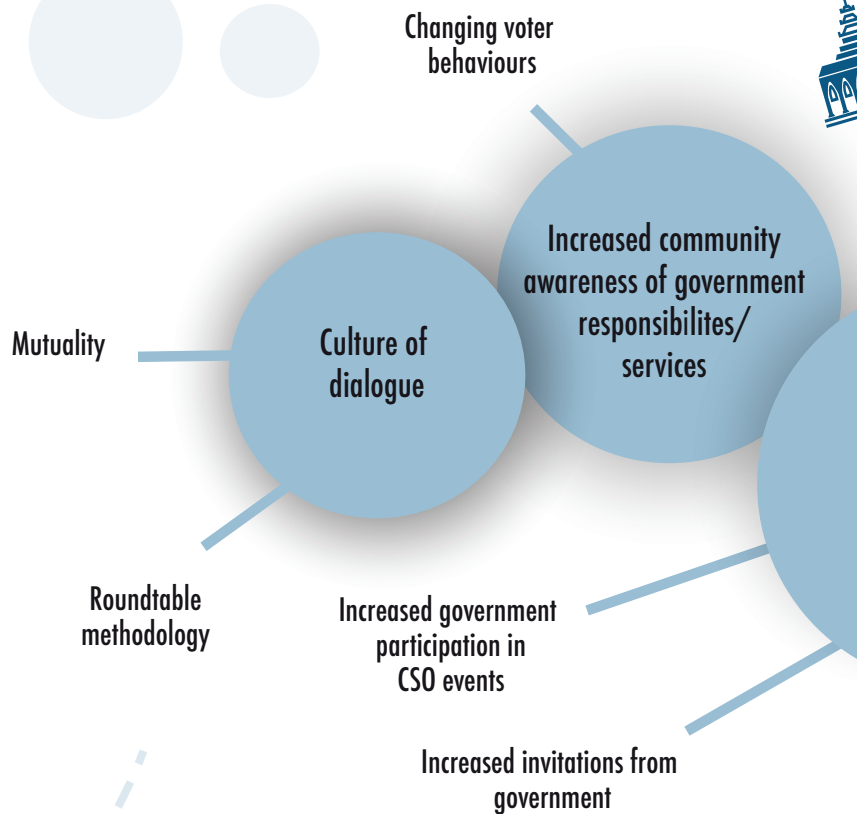 Changing voter
behaviours
Increased community
awareness of government
responsibilites/
services
Culture of
dialogue
Mutuality
Roundtable
methodology
Increased government
participation in
CSO events
Increased invitations from
government